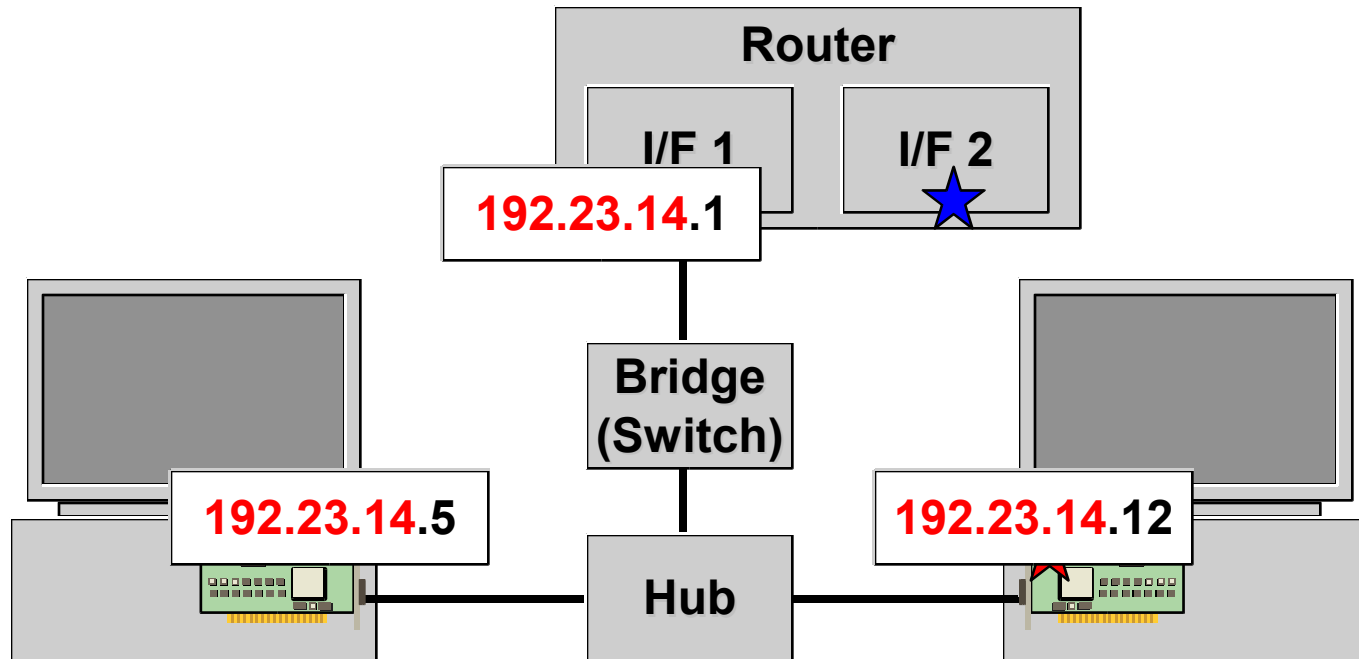 Router
I/F 1
I/F 2
192.23.14.1
Bridge
(Switch)
192.23.14.5
192.23.14.12
Hub